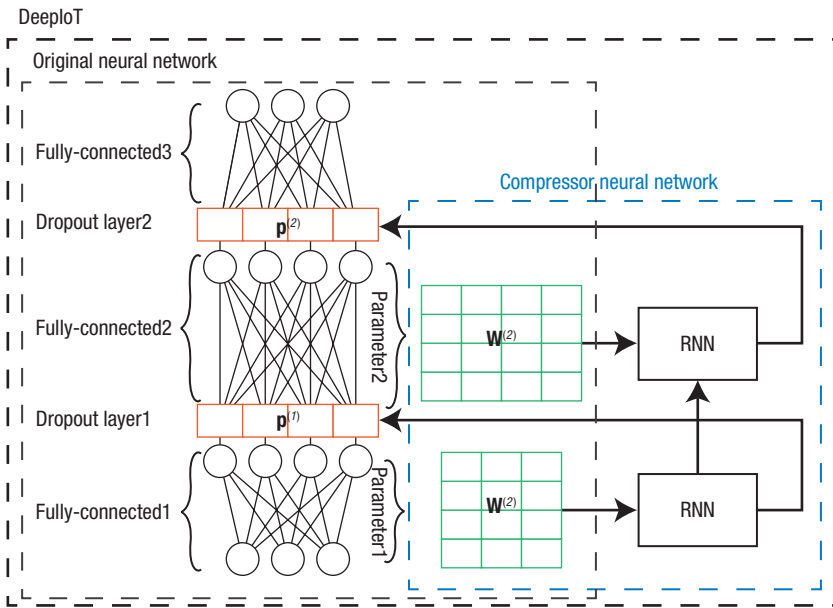 DeepIoT
Original neural network
Fully-connected3
Compressor neural network
Dropout layer2
p(2)
Fully-connected2
Parameter2
W(2)
RNN
Dropout layer1
p(1)
Fully-connected1
Parameter1
W(2)
RNN